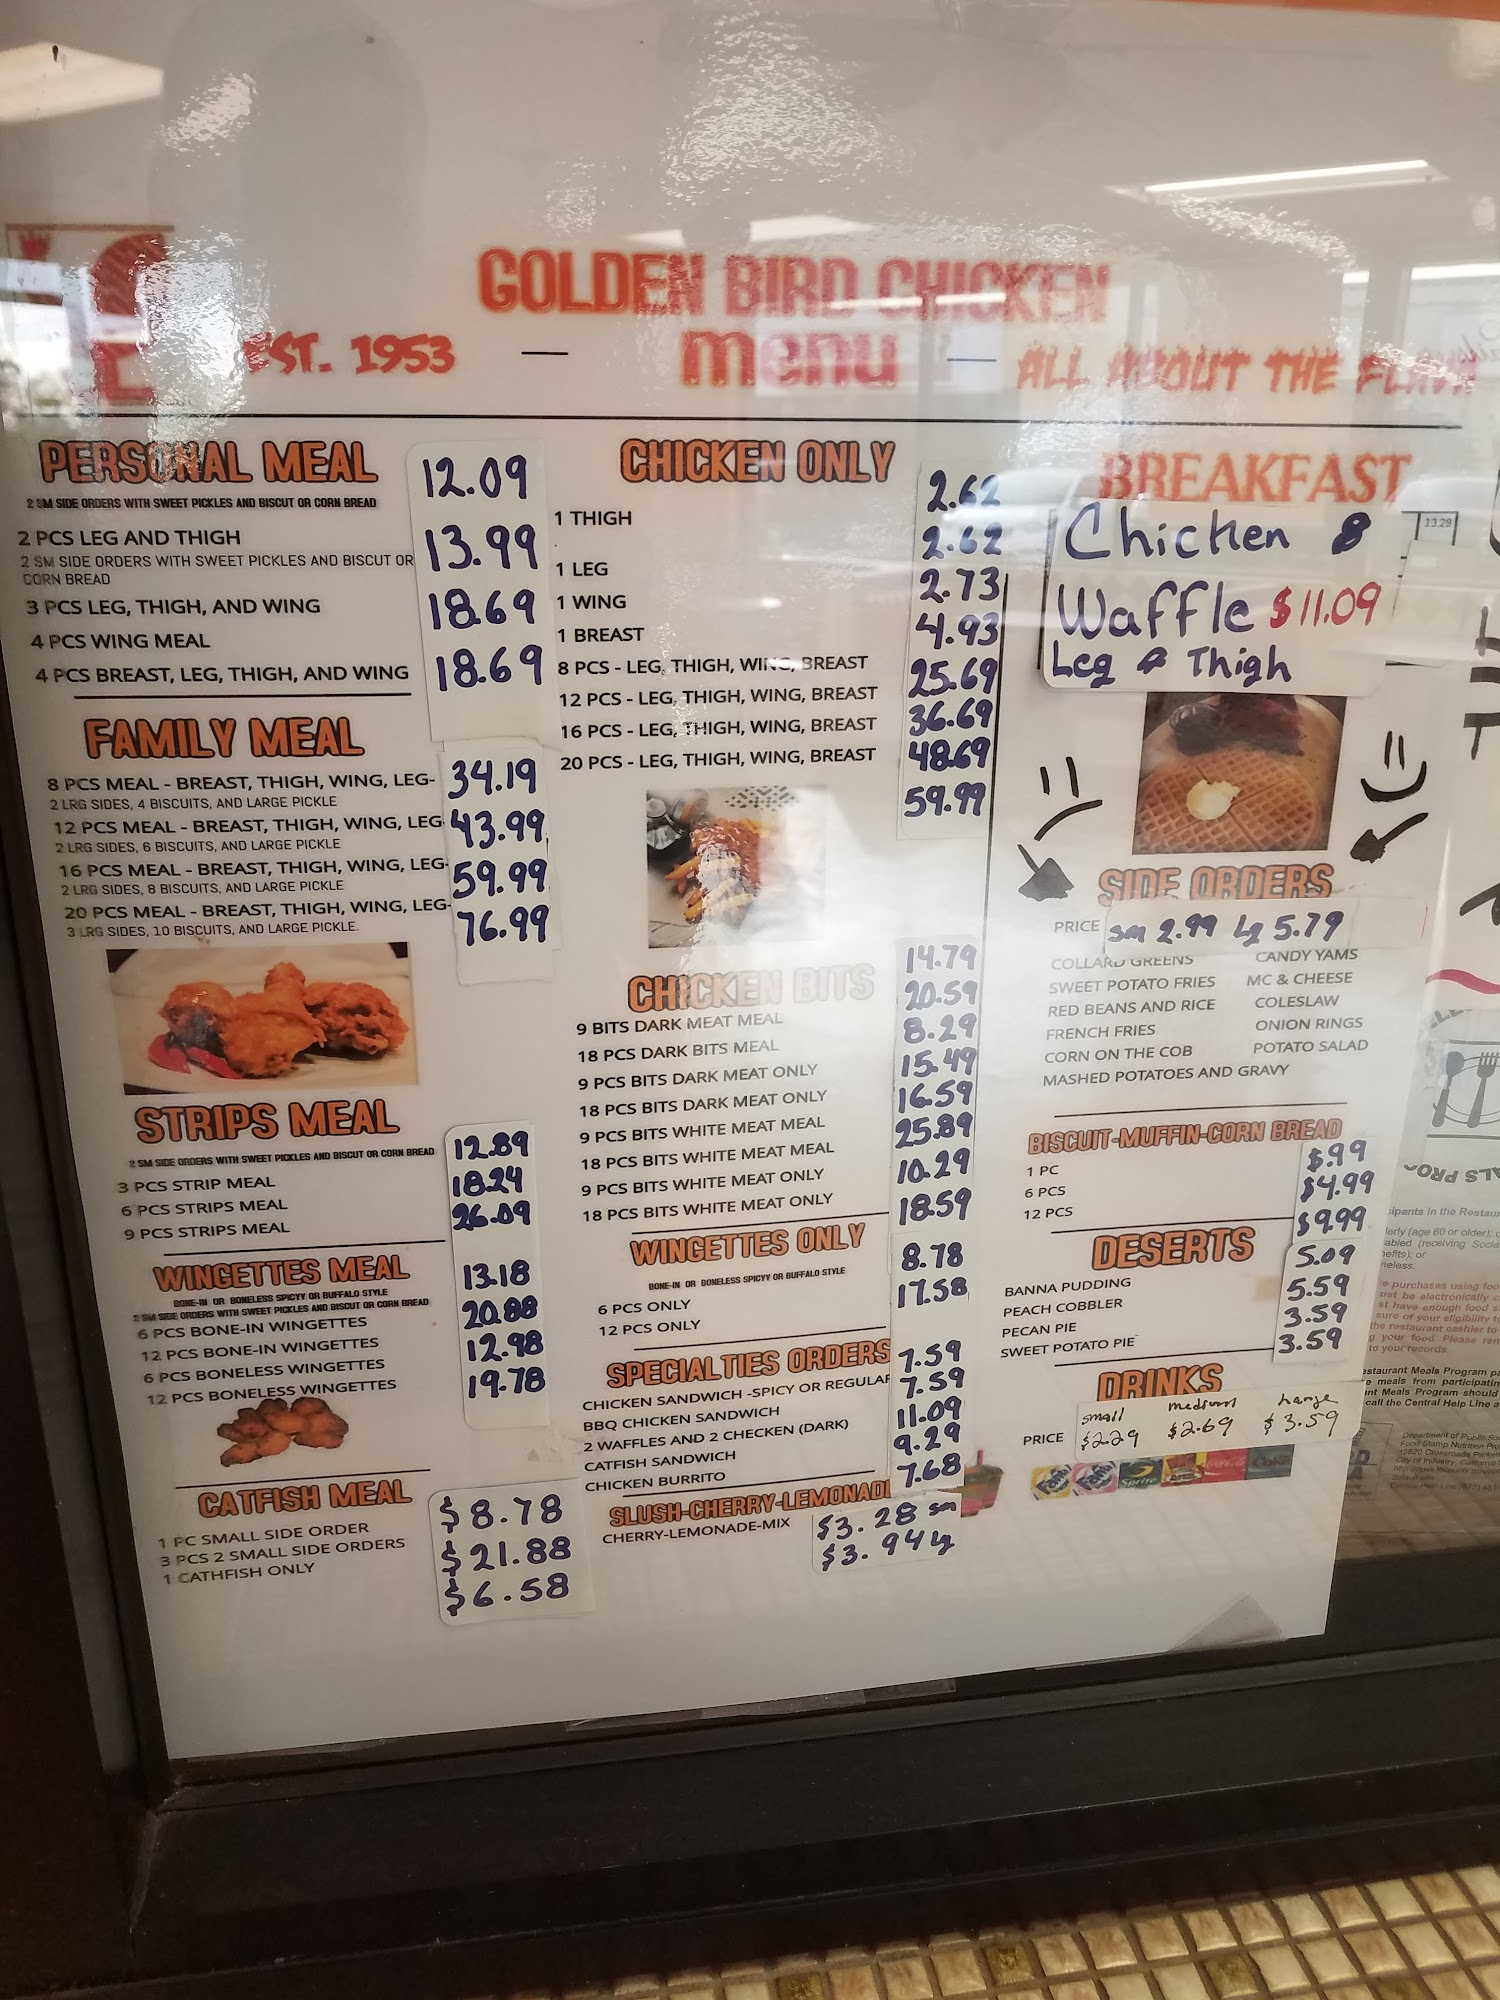 GOLDEN BIRD CHICKEN
EST. 1953 — menu — ALL ABOUT THE FLAVA
PERSONAL MEAL 12.09
2 SM SIDE ORDERS WITH SWEET PICKLES AND BISCUT OR CORN BREAD
2 PCS LEG AND THIGH 13.99
2 SM SIDE ORDERS WITH SWEET PICKLES AND BISCUT OR
CORN BREAD
3 PCS LEG, THIGH, AND WING 18.69
4 PCS WING MEAL
4 PCS BREAST, LEG, THIGH, AND WING 18.69
FAMILY MEAL
8 PCS MEAL - BREAST, THIGH, WING, LEG- 34.19
2 LRG SIDES, 4 BISCUITS, AND LARGE PICKLE
12 PCS MEAL - BREAST, THIGH, WING, LEG 43.99
2 LRG SIDES, 6 BISCUITS, AND LARGE PICKLE
16 PCS MEAL - BREAST, THIGH, WING, LEG- 59.99
2 LRG SIDES, 8 BISCUITS, AND LARGE PICKLE
20 PCS MEAL - BREAST, THIGH, WING, LEG- 76.99
3 LRG SIDES, 10 BISCUITS, AND LARGE PICKLE.
STRIPS MEAL
2 SM SIDE ORDERS WITH SWEET PICKLES AND BISCUT OR CORN BREAD 12.89
3 PCS STRIP MEAL 18.24
6 PCS STRIPS MEAL 26.09
9 PCS STRIPS MEAL
WINGETTES MEAL 13.18
BONE-IN OR BONELESS SPICYY OR BUFFALO STYLE
2 SM SIDE ORDERS WITH SWEET PICKLES AND BISCUT OR CORN BREAD
6 PCS BONE-IN WINGETTES 20.88
12 PCS BONE-IN WINGETTES 12.98
6 PCS BONELESS WINGETTES 19.78
12 PCS BONELESS WINGETTES
CATFISH MEAL
1 PC SMALL SIDE ORDER $8.78
3 PCS 2 SMALL SIDE ORDERS $21.88
1 CATHFISH ONLY $6.58
CHICKEN ONLY 2.62
1 THIGH 2.62
1 LEG 2.73
1 WING 4.93
1 BREAST
8 PCS - LEG, THIGH, WING, BREAST 25.69
12 PCS - LEG, THIGH, WING, BREAST 36.69
16 PCS - LEG, THIGH, WING, BREAST 48.69
20 PCS - LEG, THIGH, WING, BREAST 59.99
CHICKEN BITS 14.79
9 BITS DARK MEAT MEAL 20.59
18 PCS DARK BITS MEAL 8.29
9 PCS BITS DARK MEAT ONLY 15.49
18 PCS BITS DARK MEAT ONLY 16.59
9 PCS BITS WHITE MEAT MEAL 25.89
18 PCS BITS WHITE MEAT MEAL
9 PCS BITS WHITE MEAT ONLY 10.29
18 PCS BITS WHITE MEAT ONLY 18.59
WINGETTES ONLY 8.78
BONE-IN OR BONELESS SPICYY OR BUFFALO STYLE
6 PCS ONLY 17.58
12 PCS ONLY
SPECIALTIES ORDERS 7.59
CHICKEN SANDWICH -SPICY OR REGULAR 7.59
BBQ CHICKEN SANDWICH 11.09
2 WAFFLES AND 2 CHECKEN (DARK) 9.29
CATFISH SANDWICH
CHICKEN BURRITO 7.68
SLUSH-CHERRY-LEMONADE
CHERRY-LEMONADE-MIX $3.28 sm
$3.94 lg
BREAKFAST
13.29
Chicken &
Waffle $11.09
Leg & Thigh
SIDE ORDERS
PRICE sm 2.99 Lg 5.79
COLLARD GREENS CANDY YAMS
SWEET POTATO FRIES MC & CHEESE
RED BEANS AND RICE COLESLAW
FRENCH FRIES ONION RINGS
CORN ON THE COB POTATO SALAD
MASHED POTATOES AND GRAVY
BISCUIT-MUFFIN-CORN BREAD
1 PC $.99
6 PCS $4.99
12 PCS $9.99
DESERTS 5.09
BANNA PUDDING 5.59
PEACH COBBLER 3.59
PECAN PIE 3.59
SWEET POTATO PIE
DRINKS
small medium large
PRICE $2.29 $2.69 $3.59
Fanta Sprite Coca-Cola Coke